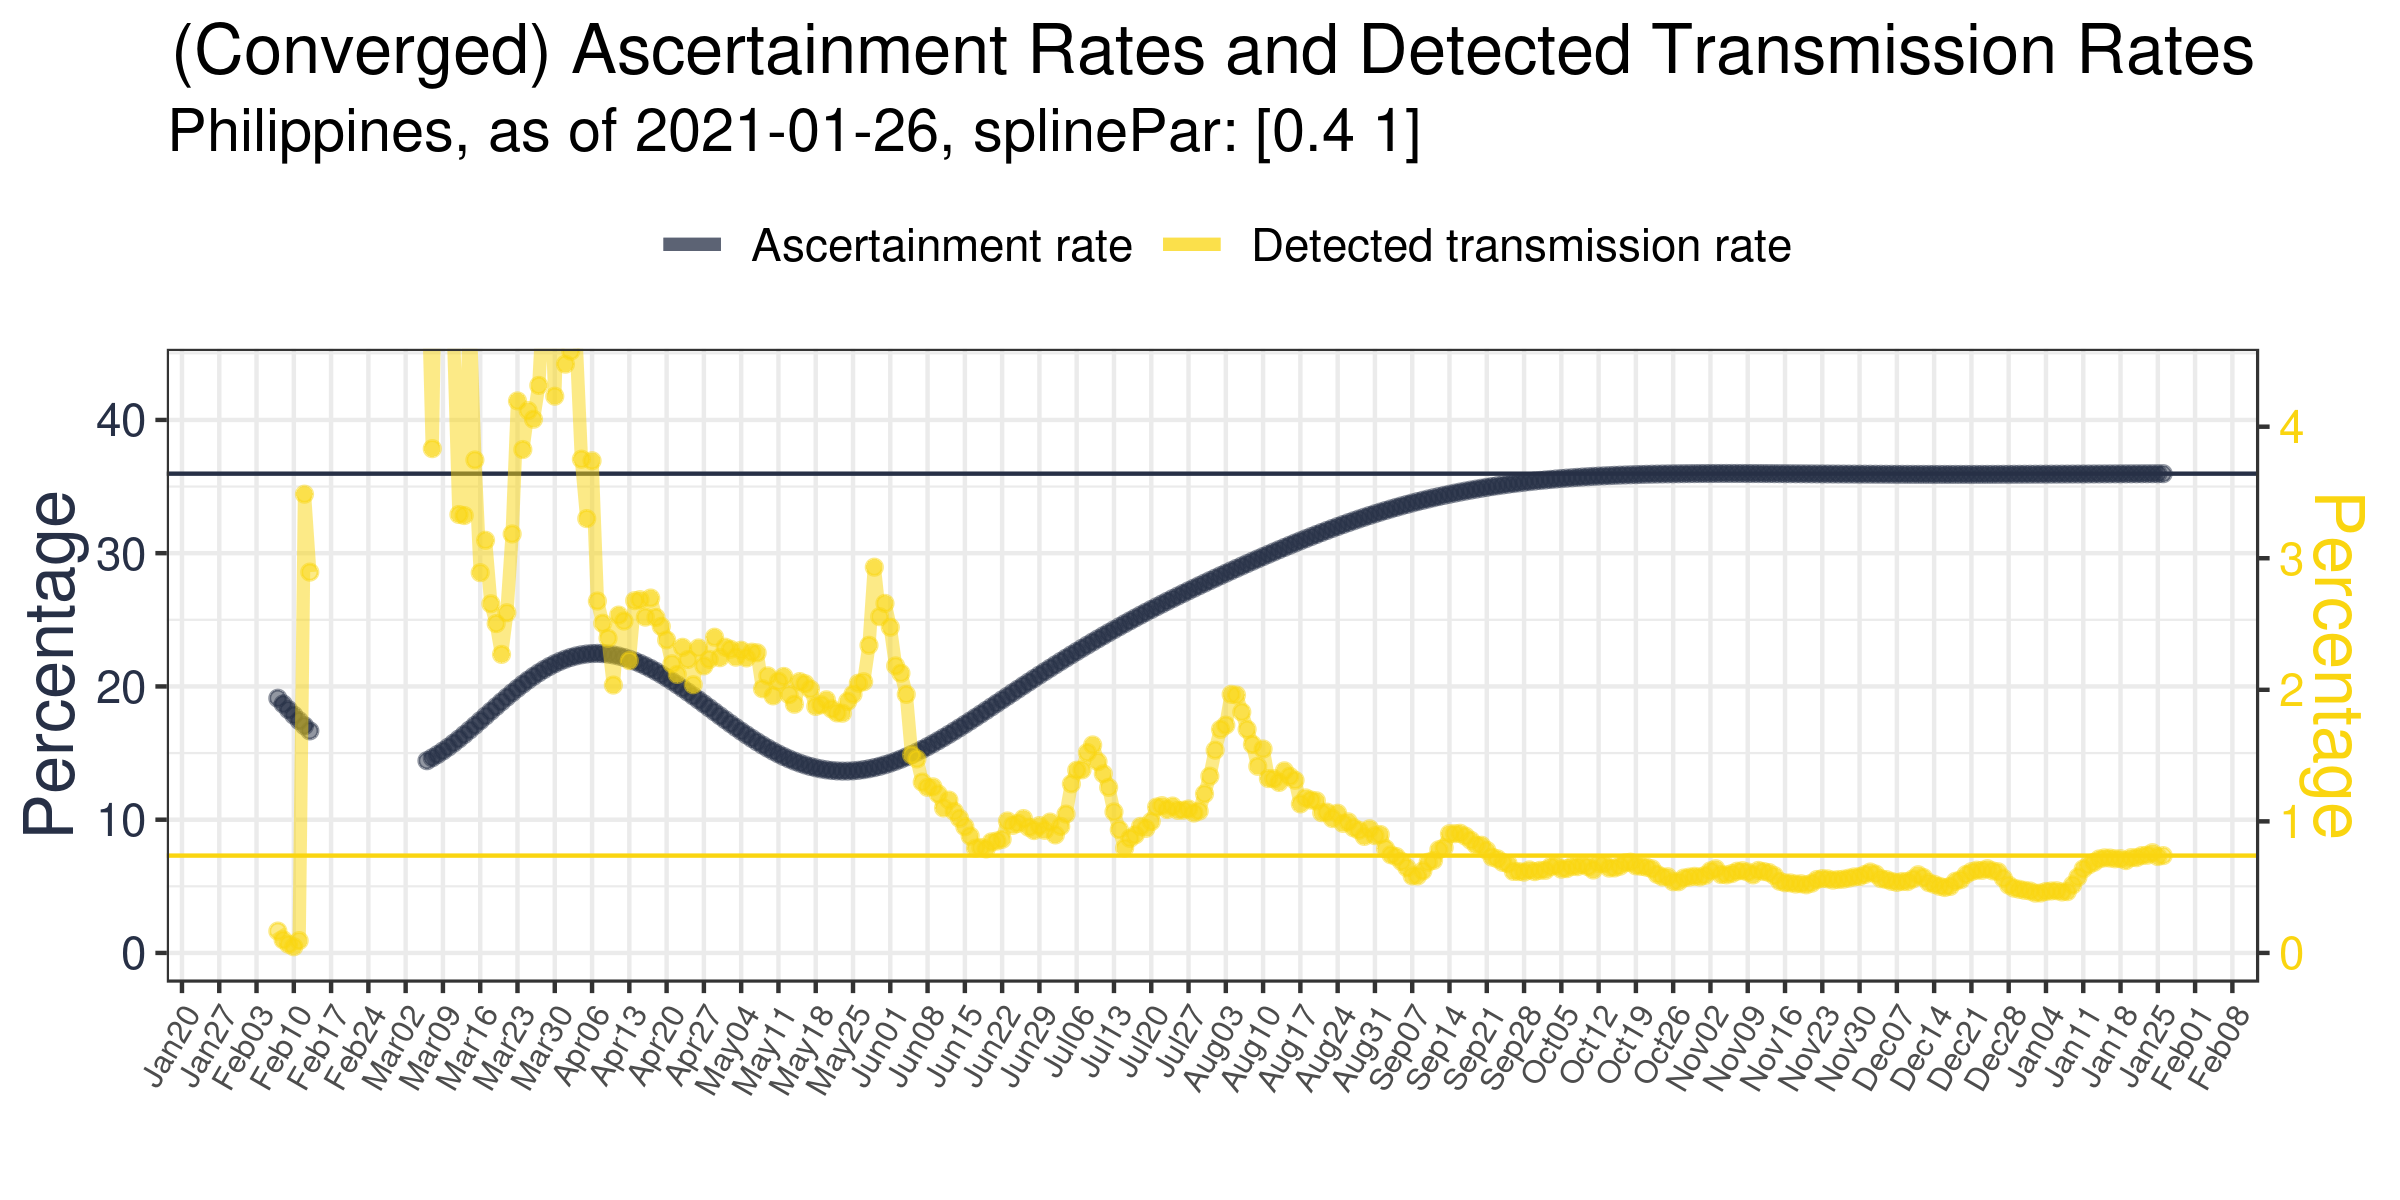 (Converged) Ascertainment Rates and Detected Transmission Rates
Philippines, as of 2021-01-26, splinePar: [0.4 1]
Ascertainment rate
Detected transmission rate
Percentage
40
30
20
10
0
4
3
2
1
0
Percentage
Jan20
Jan27
Feb03
Feb10
Feb17
Feb24
Mar02
Mar09
Mar16
Mar23
Mar30
Apr06
Apr13
Apr20
Apr27
May04
May11
May18
May25
Jun01
Jun08
Jun15
Jun22
Jun29
Jul06
Jul13
Jul20
Jul27
Aug03
Aug10
Aug17
Aug24
Aug31
Sep07
Sep14
Sep21
Sep28
Oct05
Oct12
Oct19
Oct26
Nov02
Nov09
Nov16
Nov23
Nov30
Dec07
Dec14
Dec21
Dec28
Jan04
Jan11
Jan18
Jan25
Feb01
Feb08